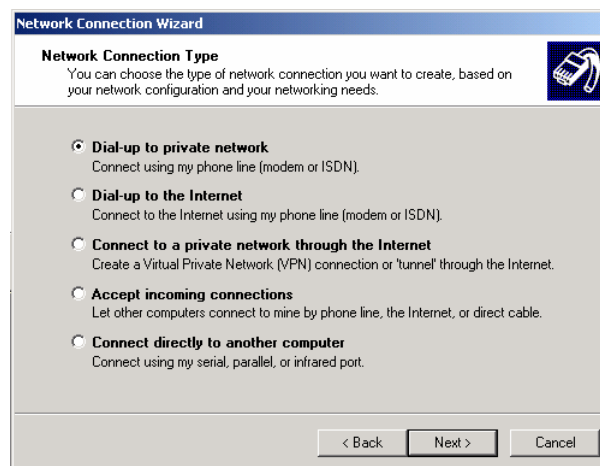 Network Connection Wizard
Network Connection Type
You can choose the type of network connection you want to create, based on
your network configuration and your networking needs.
Dial-up to private network
Connect using my phone line (modem or ISDN).
Dial-up to the Internet
Connect to the Internet using my phone line (modem or ISDN).
Connect to a private network through the Internet
Create a Virtual Private Network (VPN) connection or 'tunnel' through the Internet.
Accept incoming connections
Let other computers connect to mine by phone line, the Internet, or direct cable.
Connect directly to another computer
Connect using my serial, parallel, or infrared port.
< Back Next > Cancel